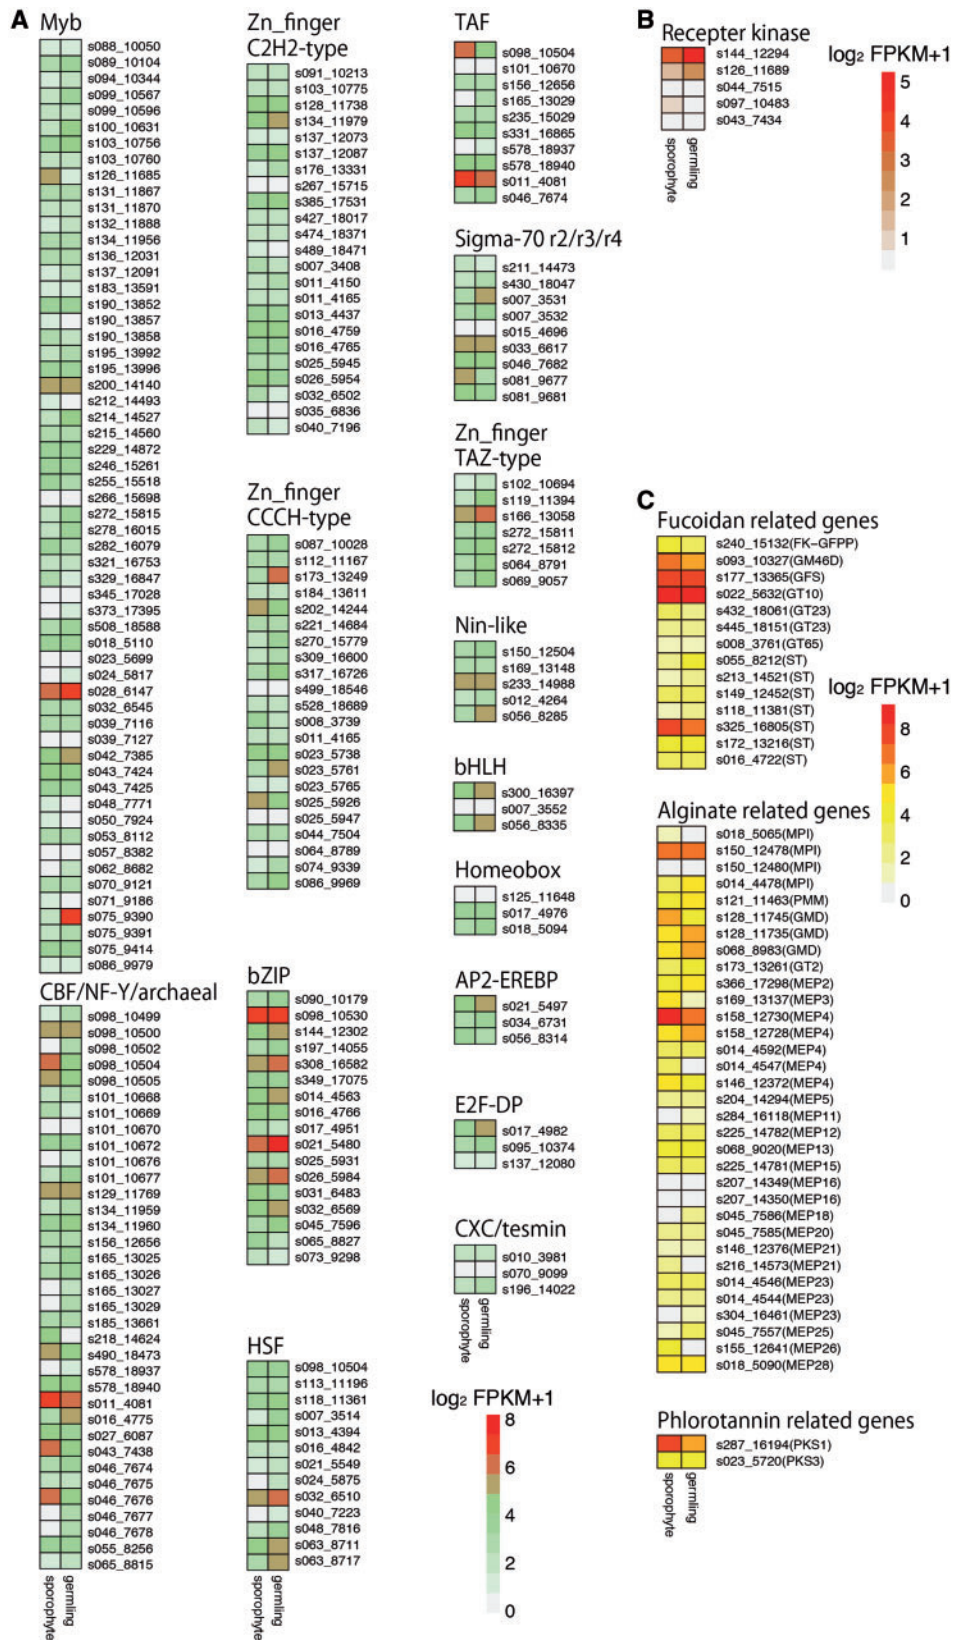 A
Myb
s088_10050
s089_10104
s094_10344
s099_10567
s099_10596
s100_10631
s103_10756
s103_10760
s126_11685
s131_11867
s131_11870
s132_11888
s134_11956
s136_12031
s137_12091
s183_13591
s190_13852
s190_13857
s190_13858
s195_13992
s195_13996
s200_14140
s212_14493
s214_14527
s215_14560
s229_14872
s246_15261
s255_15518
s266_15698
s272_15815
s278_16015
s282_16079
s321_16753
s329_16847
s345_17028
s373_17395
s508_18588
s018_5110
s023_5699
s024_5817
s028_6147
s032_6545
s039_7116
s039_7127
s042_7385
s043_7424
s043_7425
s048_7771
s050_7924
s053_8112
s057_8382
s062_8682
s070_9121
s071_9186
s075_9390
s075_9391
s075_9414
s086_9979
CBF/NF-Y/archaeal
s098_10499
s098_10500
s098_10502
s098_10504
s098_10505
s101_10668
s101_10669
s101_10670
s101_10672
s101_10676
s101_10677
s129_11769
s134_11959
s134_11960
s156_12656
s165_13025
s165_13026
s165_13027
s165_13029
s185_13661
s218_14624
s490_18473
s578_18937
s578_18940
s011_4081
s016_4775
s027_6087
s043_7438
s046_7674
s046_7675
s046_7676
s046_7677
s046_7678
s055_8256
s065_8815
sporophyte
germling
Zn_finger
C2H2-type
s091_10213
s103_10775
s128_11738
s134_11979
s137_12073
s137_12087
s176_13331
s267_15715
s385_17531
s427_18017
s474_18371
s489_18471
s007_3408
s011_4150
s011_4165
s013_4437
s016_4759
s016_4765
s025_5945
s026_5954
s032_6502
s035_6836
s040_7196
Zn_finger
CCCH-type
s087_10028
s112_11167
s173_13249
s184_13611
s202_14244
s221_14684
s270_15779
s309_16600
s317_16726
s499_18546
s528_18689
s008_3739
s011_4165
s023_5738
s023_5761
s023_5765
s025_5926
s025_5947
s044_7504
s064_8789
s074_9339
s086_9969
bZIP
s090_10179
s098_10530
s144_12302
s197_14055
s308_16582
s349_17075
s014_4563
s016_4766
s017_4951
s021_5480
s025_5931
s026_5984
s031_6483
s032_6569
s045_7596
s065_8827
s073_9298
HSF
s098_10504
s113_11196
s118_11361
s007_3514
s013_4394
s016_4842
s021_5549
s024_5875
s032_6510
s040_7223
s048_7816
s063_8711
s063_8717
sporophyte
germling
TAF
s098_10504
s101_10670
s156_12656
s165_13029
s235_15029
s331_16865
s578_18937
s578_18940
s011_4081
s046_7674
Sigma-70 r2/r3/r4
s211_14473
s430_18047
s007_3531
s007_3532
s015_4696
s033_6617
s046_7682
s081_9677
s081_9681
Zn_finger
TAZ-type
s102_10694
s119_11394
s166_13058
s272_15811
s272_15812
s064_8791
s069_9057
Nin-like
s150_12504
s169_13148
s233_14988
s012_4264
s056_8285
bHLH
s300_16397
s007_3552
s056_8335
Homeobox
s125_11648
s017_4976
s018_5094
AP2-EREBP
s021_5497
s034_6731
s056_8314
E2F-DP
s017_4982
s095_10374
s137_12080
CXC/tesmin
s010_3981
s070_9099
s196_14022
sporophyte
germling
log₂ FPKM+1
8
6
4
2
0
B
Recepter kinase
s144_12294
s126_11689
s044_7515
s097_10483
s043_7434
sporophyte
germling
log₂ FPKM+1
5
4
3
2
1
C
Fucoidan related genes
s240_15132(FK−GFPP)
s093_10327(GM46D)
s177_13365(GFS)
s022_5632(GT10)
s432_18061(GT23)
s445_18151(GT23)
s008_3761(GT65)
s055_8212(ST)
s213_14521(ST)
s149_12452(ST)
s118_11381(ST)
s325_16805(ST)
s172_13216(ST)
s016_4722(ST)
log₂ FPKM+1
8
6
4
2
0
Alginate related genes
s018_5065(MPI)
s150_12478(MPI)
s150_12480(MPI)
s014_4478(MPI)
s121_11463(PMM)
s128_11745(GMD)
s128_11735(GMD)
s068_8983(GMD)
s173_13261(GT2)
s366_17298(MEP2)
s169_13137(MEP3)
s158_12730(MEP4)
s158_12728(MEP4)
s014_4592(MEP4)
s014_4547(MEP4)
s146_12372(MEP4)
s204_14294(MEP5)
s284_16118(MEP11)
s225_14782(MEP12)
s068_9020(MEP13)
s225_14781(MEP15)
s207_14349(MEP16)
s207_14350(MEP16)
s045_7586(MEP18)
s045_7585(MEP20)
s146_12376(MEP21)
s216_14573(MEP21)
s014_4546(MEP23)
s014_4544(MEP23)
s304_16461(MEP23)
s045_7557(MEP25)
s155_12641(MEP26)
s018_5090(MEP28)
Phlorotannin related genes
s287_16194(PKS1)
s023_5720(PKS3)
sporophyte
germling